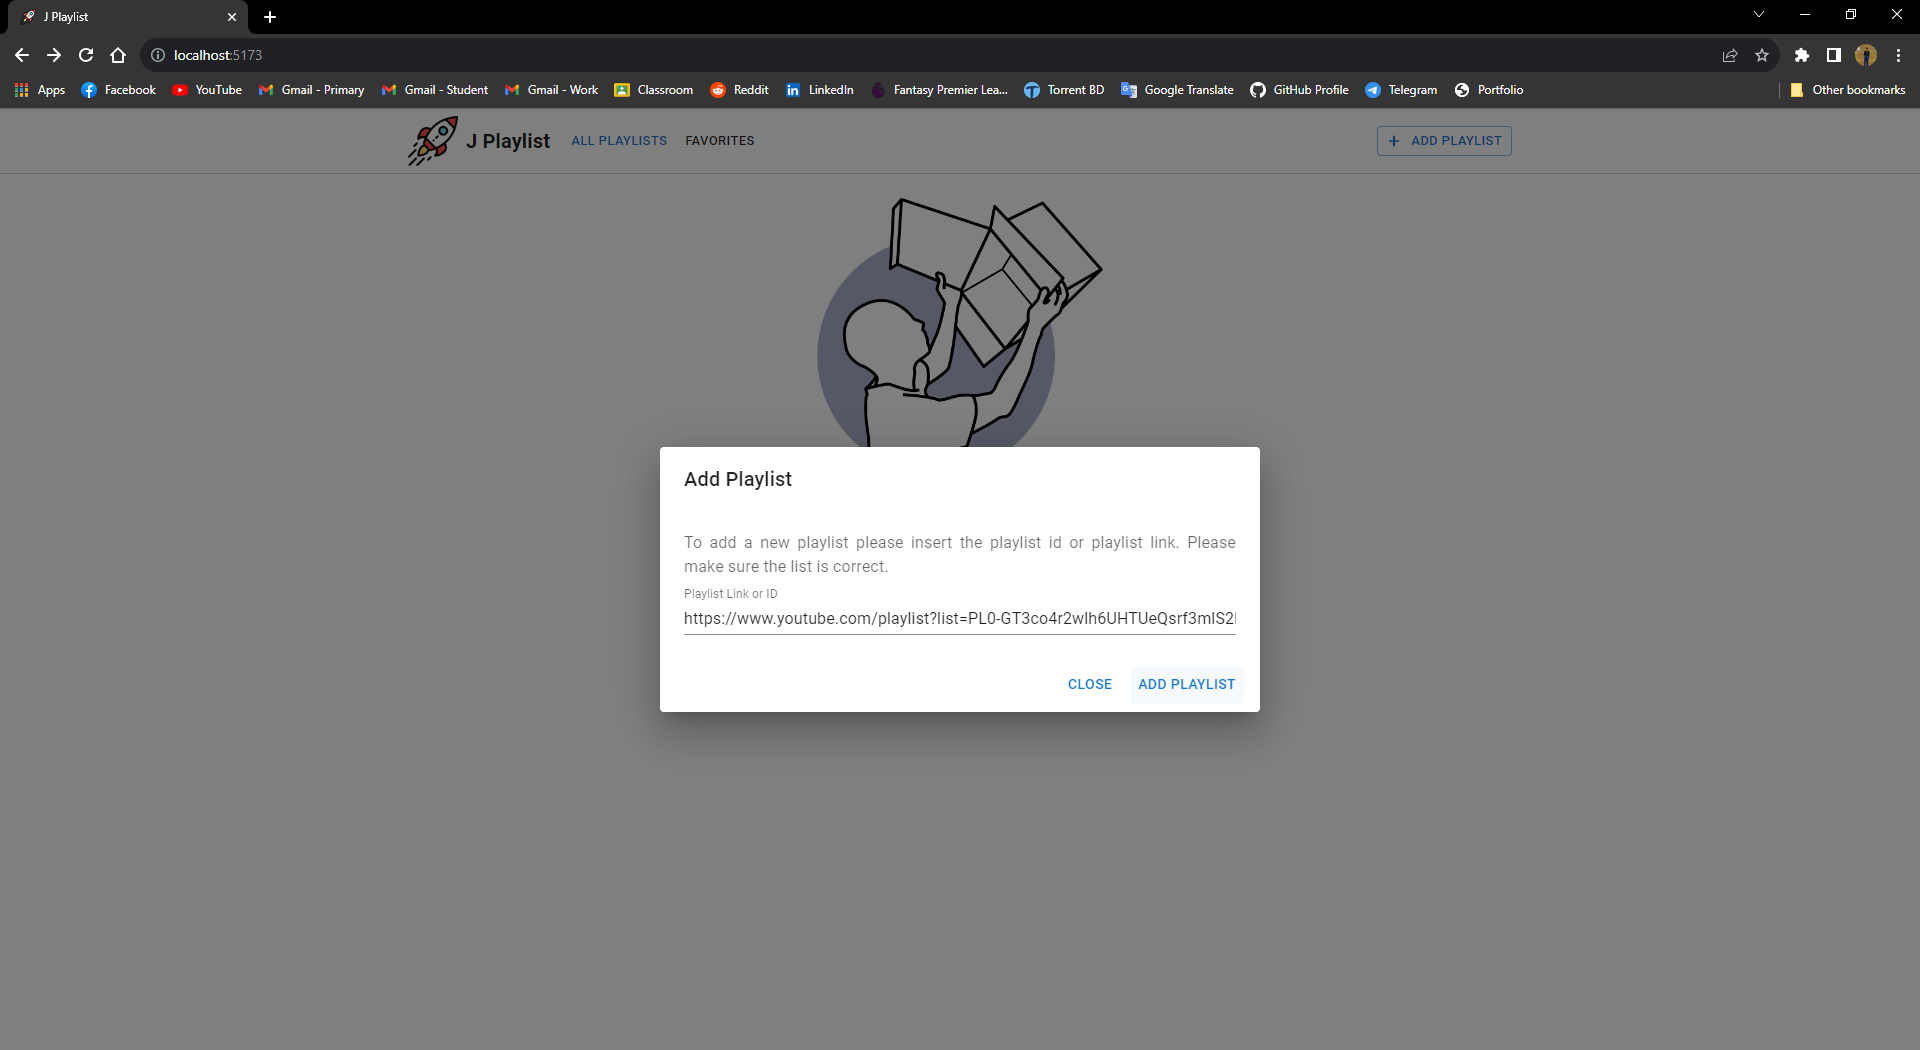 J Playlist
localhost:5173
Apps Facebook YouTube Gmail - Primary Gmail - Student Gmail - Work Classroom Reddit LinkedIn Fantasy Premier Lea... Torrent BD Google Translate GitHub Profile Telegram Portfolio Other bookmarks
J Playlist ALL PLAYLISTS FAVORITES + ADD PLAYLIST
Add Playlist
To add a new playlist please insert the playlist id or playlist link. Please
make sure the list is correct.
Playlist Link or ID
https://www.youtube.com/playlist?list=PL0-GT3co4r2wlh6UHTUeQsrf3mlS2l
CLOSE ADD PLAYLIST